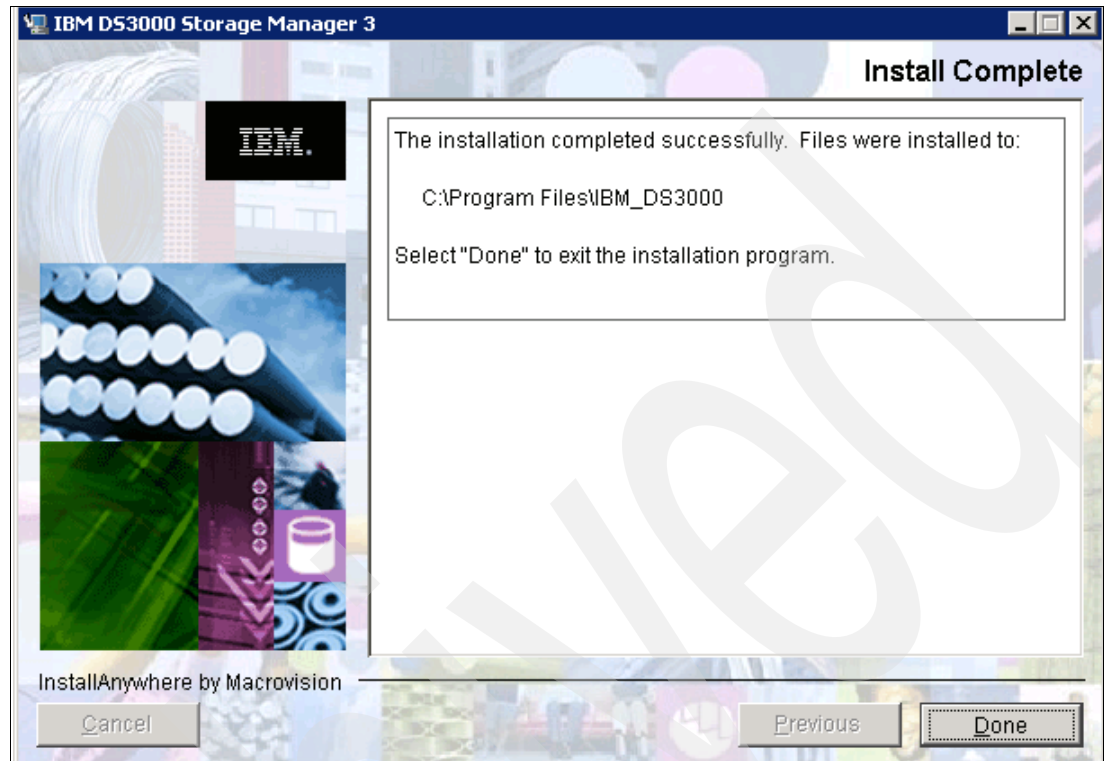 IBM DS3000 Storage Manager 3
Install Complete
IBM.
The installation completed successfully. Files were installed to:
C:\Program Files\IBM_DS3000
Select "Done" to exit the installation program.
InstallAnywhere by Macrovision
Cancel
Previous
Done